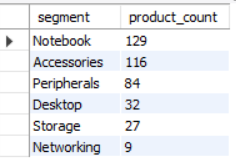 segment product_count
Notebook 129
Accessories 116
Peripherals 84
Desktop 32
Storage 27
Networking 9